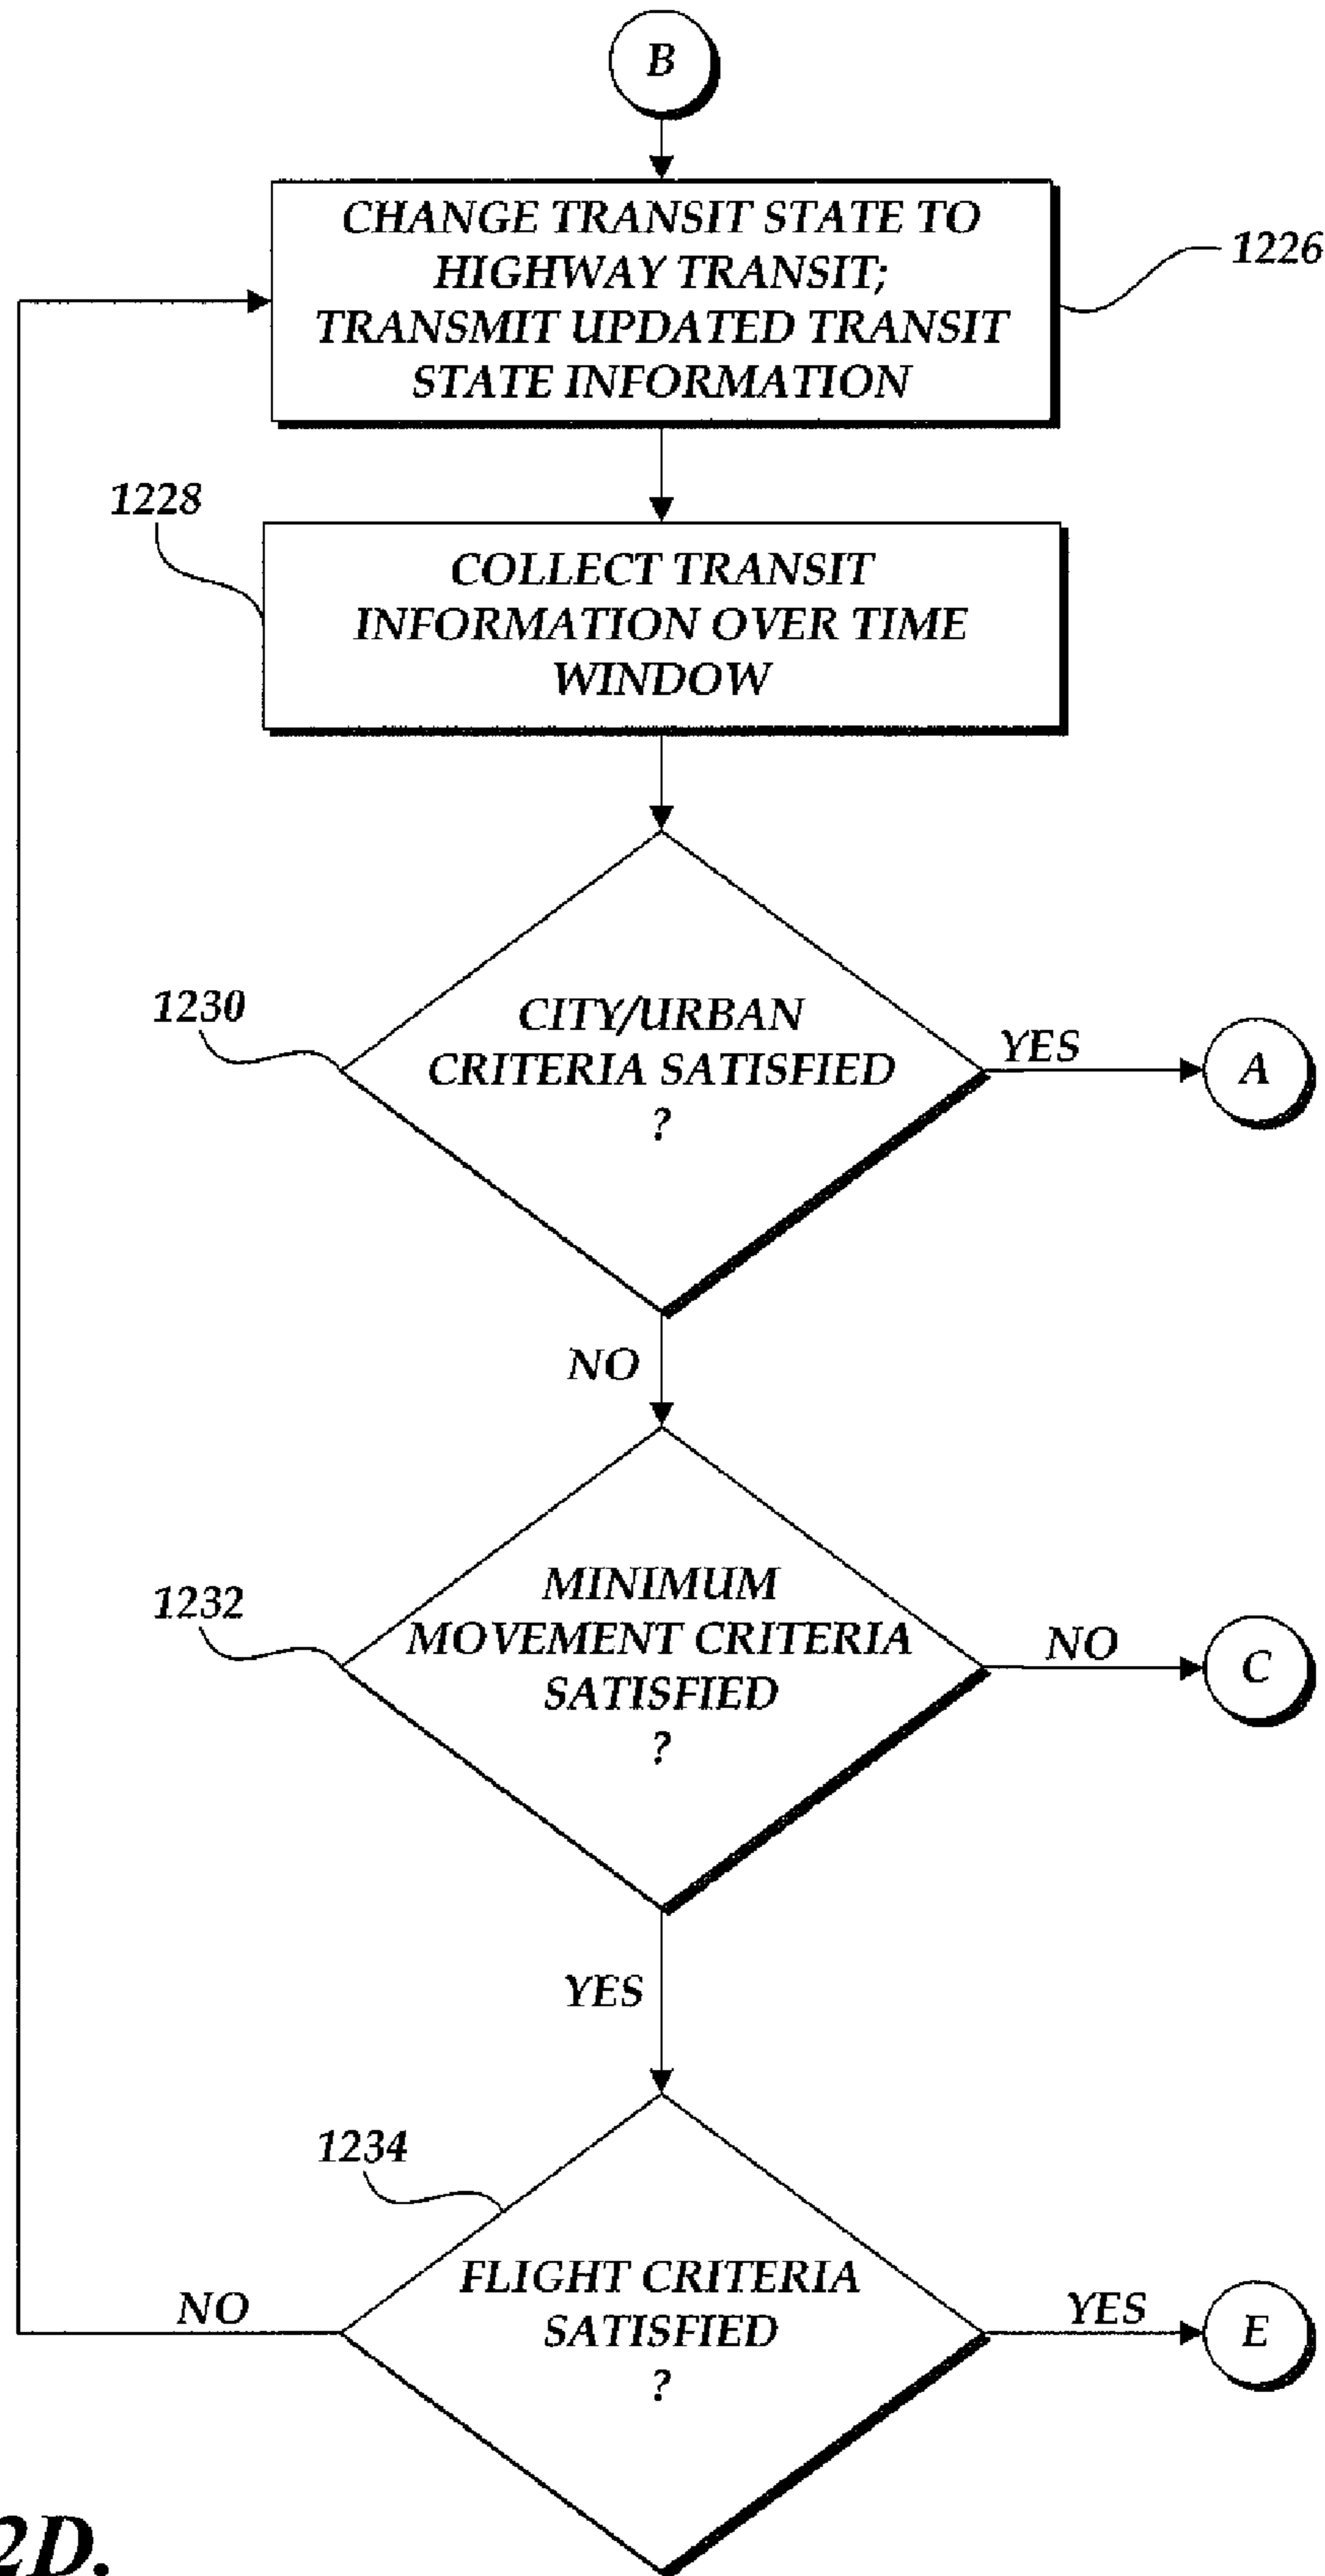 B
CHANGE TRANSIT STATE TO
HIGHWAY TRANSIT;
TRANSMIT UPDATED TRANSIT
STATE INFORMATION
1226
1228
COLLECT TRANSIT
INFORMATION OVER TIME
WINDOW
1230
CITY/URBAN
CRITERIA SATISFIED
?
YES
A
NO
1232
MINIMUM
MOVEMENT CRITERIA
SATISFIED
?
NO
C
YES
1234
FLIGHT CRITERIA
SATISFIED
?
NO
YES
E
2D.